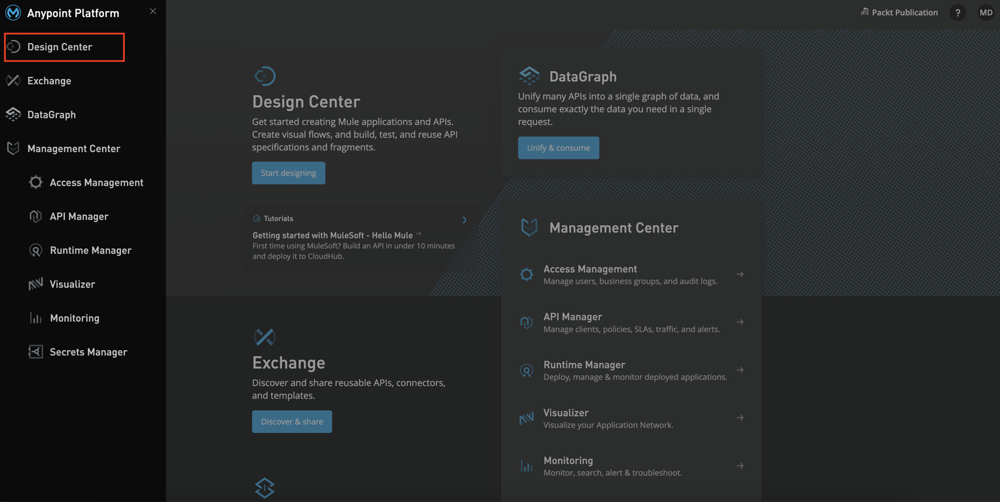 Anypoint Platform
Design Center
Exchange
DataGraph
Management Center
Access Management
API Manager
Runtime Manager
Visualizer
Monitoring
Secrets Manager
Packt Publication
?
MD
Design Center
Get started creating Mule applications and APIs.
Create visual flows, and build, test, and reuse API
specifications and fragments.
Start designing
Tutorials
Getting started with MuleSoft - Hello Mule →
First time using MuleSoft? Build an API in under 10 minutes
and deploy it to CloudHub.
Exchange
Discover and share reusable APIs, connectors,
and templates.
Discover & share
DataGraph
Unify many APIs into a single graph of data, and
consume exactly the data you need in a single
request.
Unify & consume
Management Center
Access Management
Manage users, business groups, and audit logs.
API Manager
Manage clients, policies, SLAs, traffic, and alerts.
Runtime Manager
Deploy, manage & monitor deployed applications.
Visualizer
Visualize your Application Network.
Monitoring
Monitor, search, alert & troubleshoot.